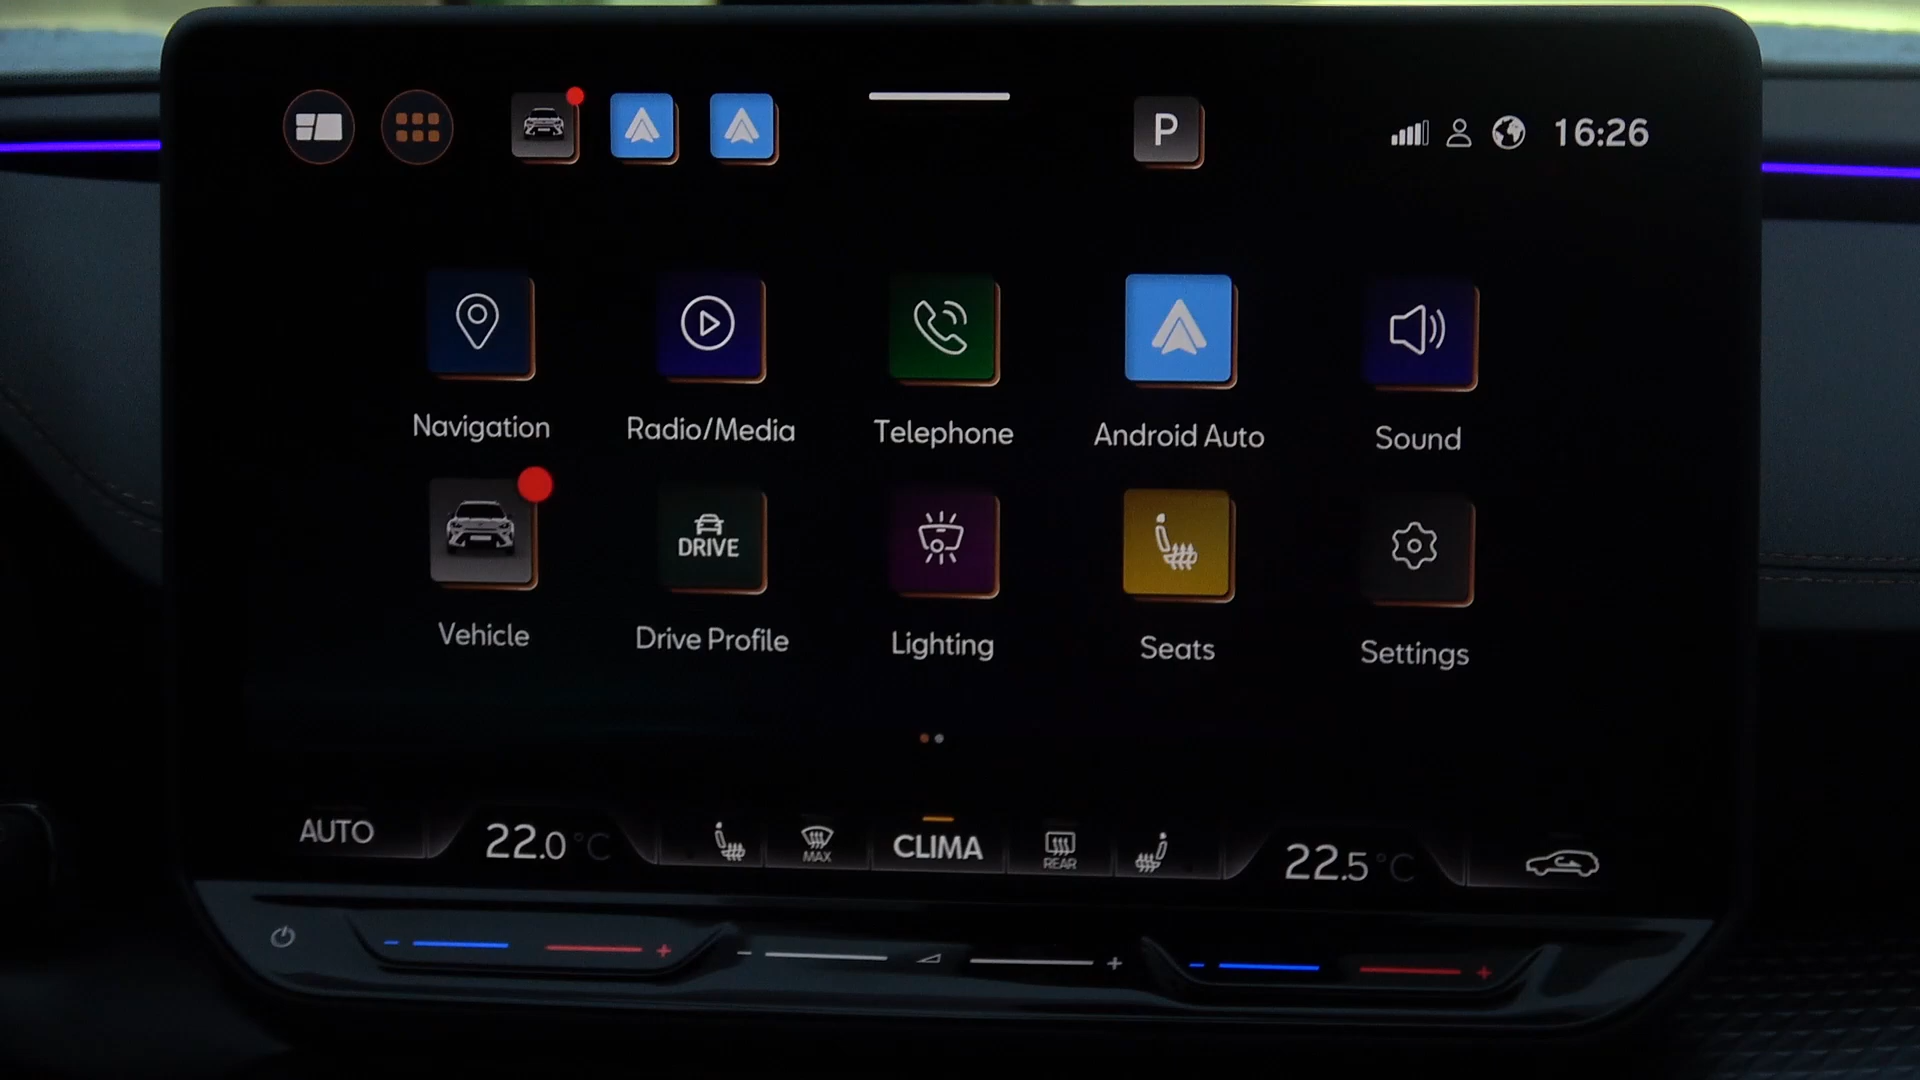 P
16:26
Navigation Radio/Media Telephone Android Auto Sound
DRIVE
Vehicle Drive Profile Lighting Seats Settings
AUTO 22.0 °C MAX CLIMA REAR 22.5 °C
- + - + - +